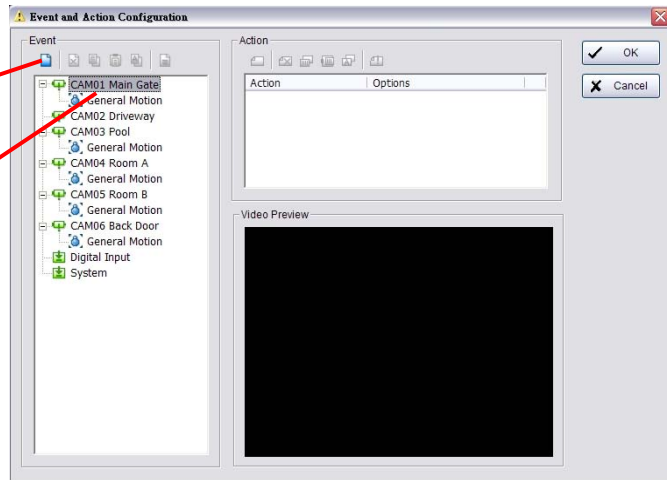 Event and Action Configuration
Event
CAM01 Main Gate
General Motion
CAM02 Driveway
CAM03 Pool
General Motion
CAM04 Room A
General Motion
CAM05 Room B
General Motion
CAM06 Back Door
General Motion
Digital Input
System
Action
Action Options
Video Preview
OK
Cancel